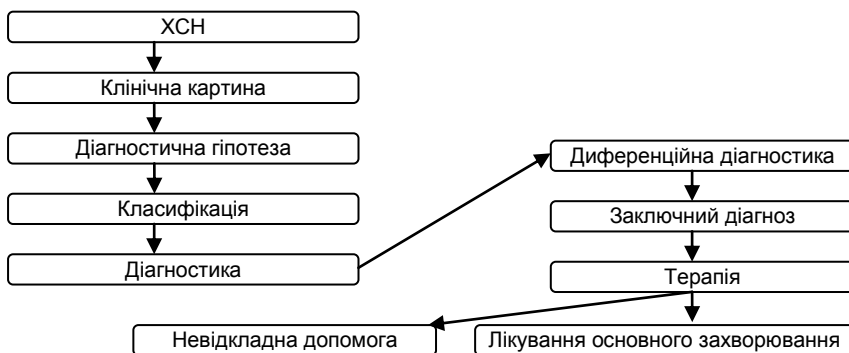 ХСН
Клінічна картина
Діагностична гіпотеза
Класифікація
Діагностика
Диференційна діагностика
Заключний діагноз
Терапія
Невідкладна допомога
Лікування основного захворювання